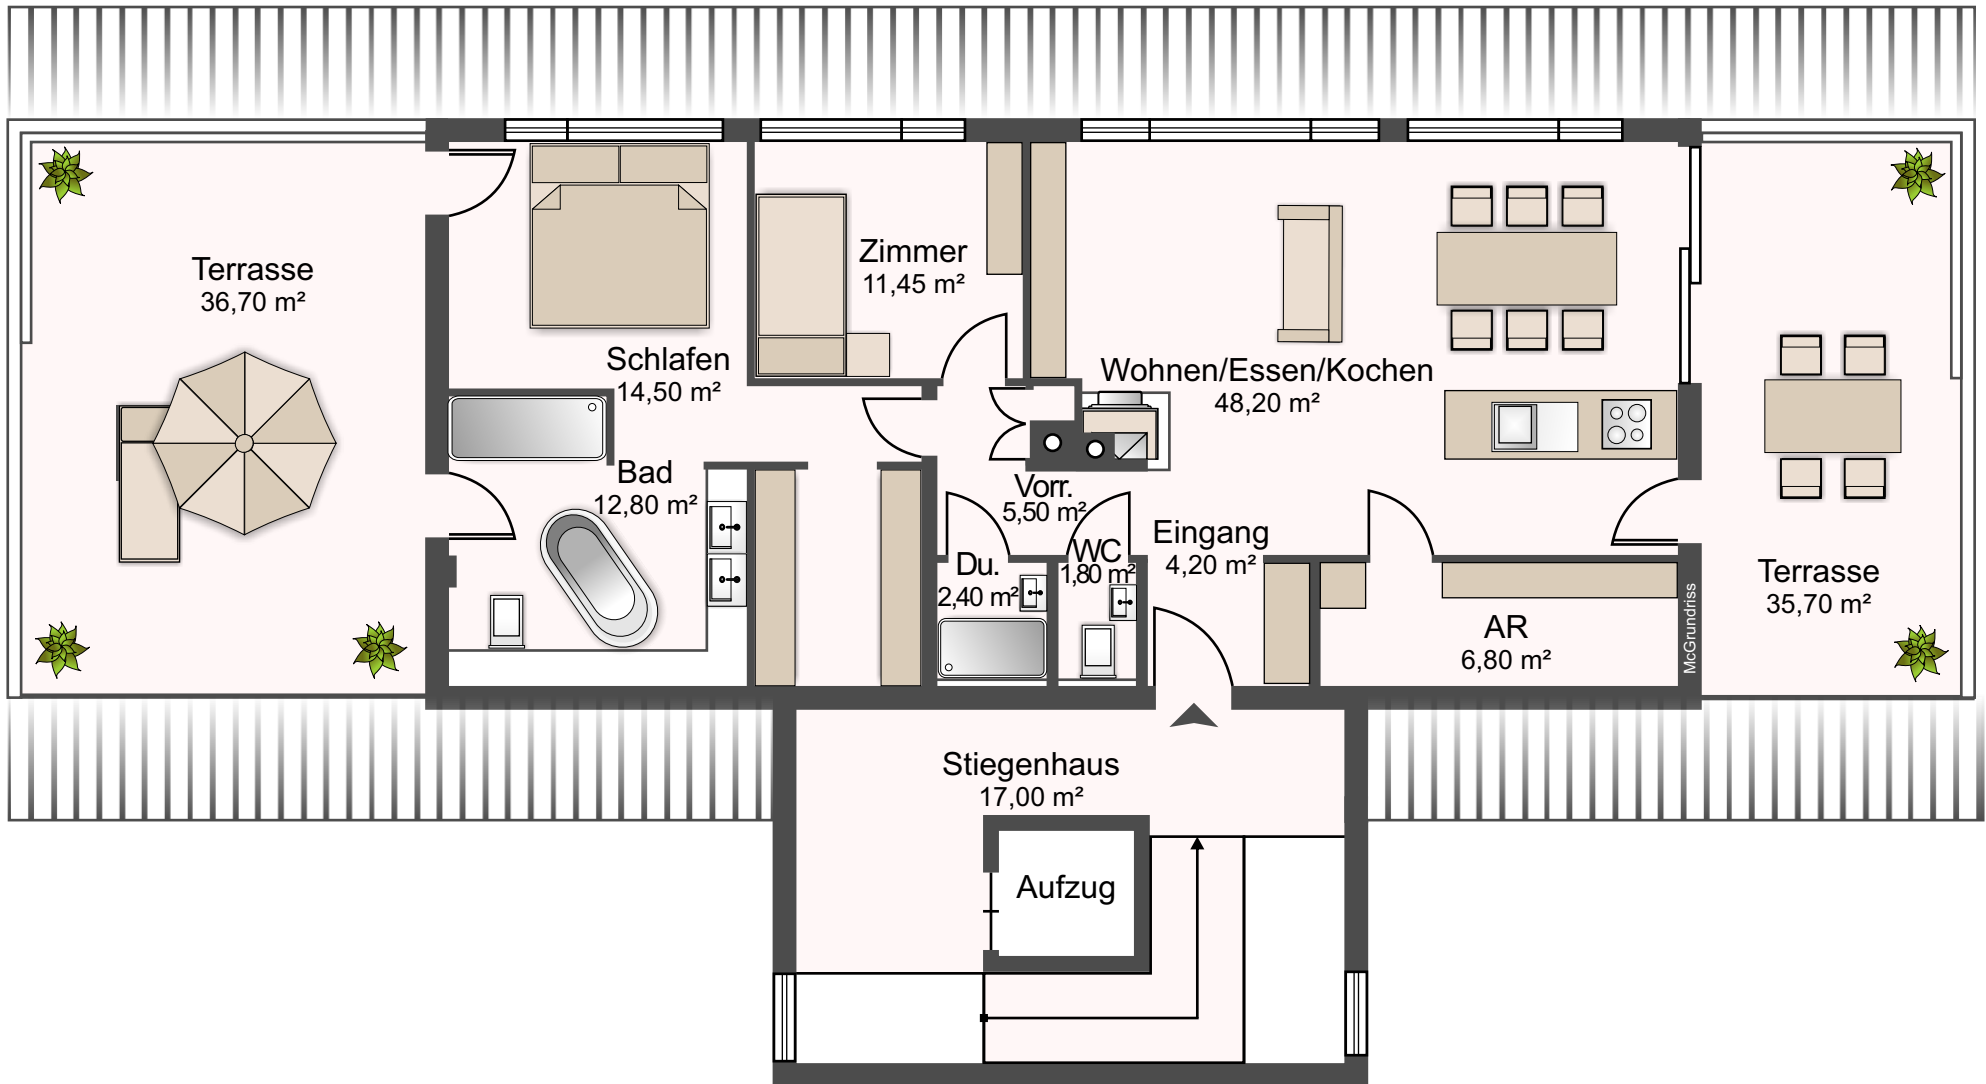 Terrasse
36,70 m²
Schlafen
14,50 m²
Zimmer
11,45 m²
Wohnen/Essen/Kochen
48,20 m²
Bad
12,80 m²
Vorr.
5,50 m²
Du.
2,40 m²
WC
1,80 m²
Eingang
4,20 m²
AR
6,80 m²
McGrundriss
Terrasse
35,70 m²
Stiegenhaus
17,00 m²
Aufzug